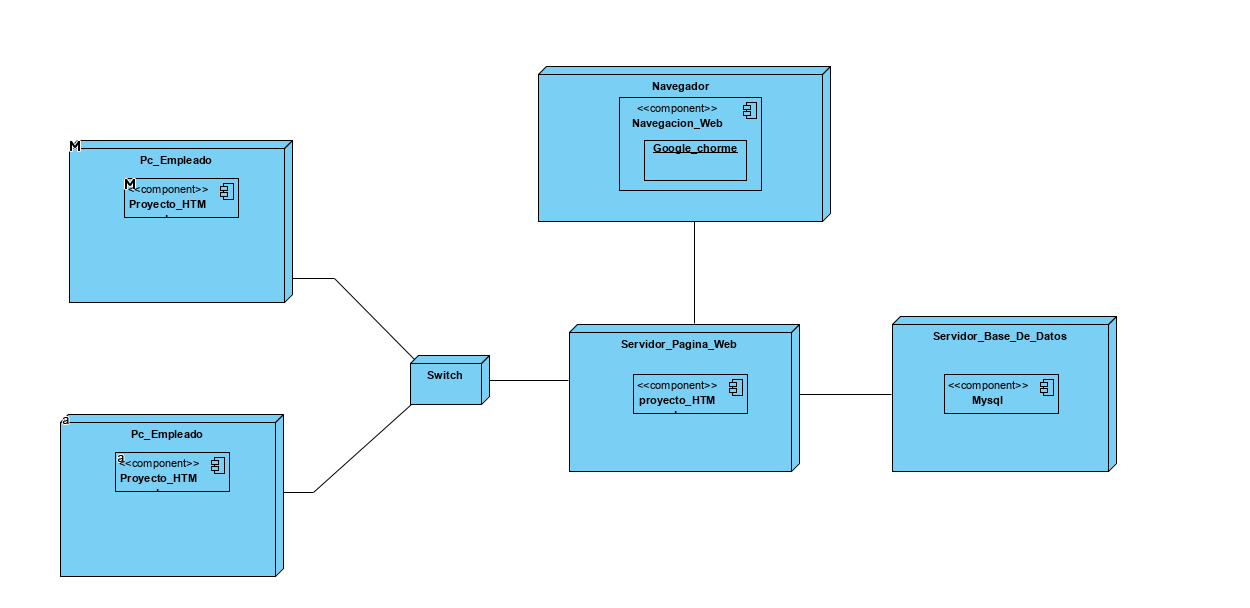 Navegador
<<component>>
Navegacion_Web
Google_chorme
M
Pc_Empleado
M
<<component>>
Proyecto_HTM
Switch
Servidor_Pagina_Web
<<component>>
proyecto_HTM
Servidor_Base_De_Datos
<<component>>
Mysql
a
Pc_Empleado
a
<<component>>
Proyecto_HTM